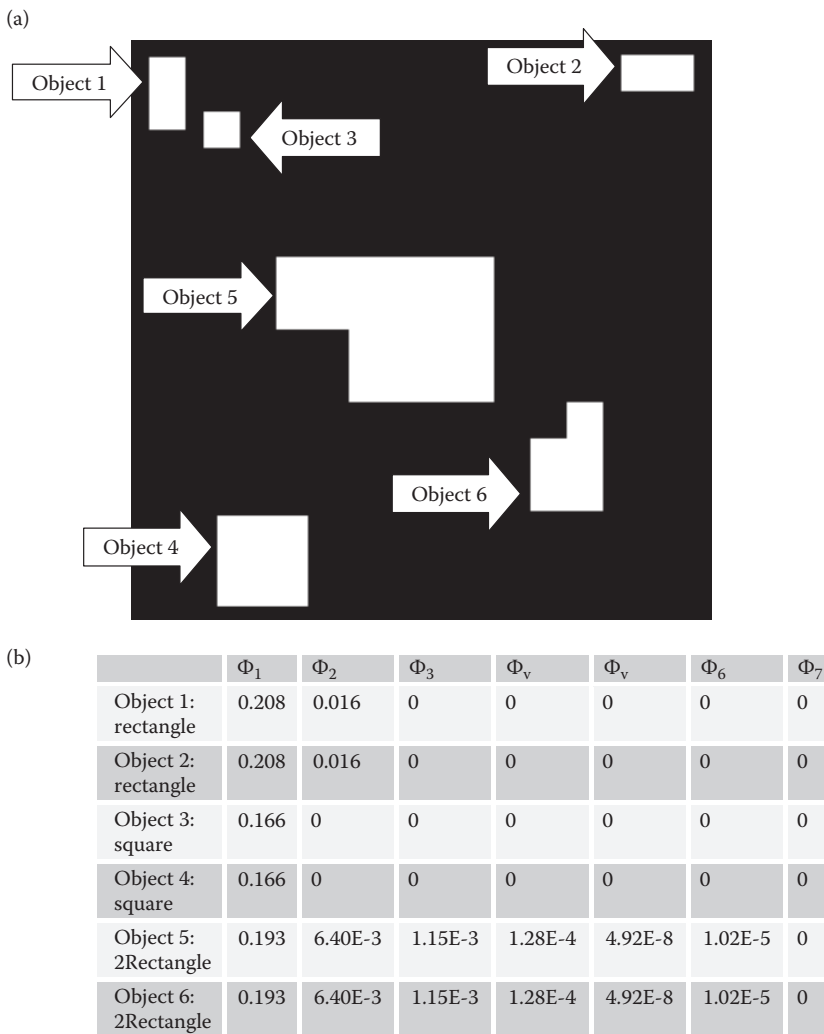 (a)
Object 1
Object 2
Object 3
Object 5
Object 6
Object 4
(b)
Φ1 Φ2 Φ3 Φv Φv Φ6 Φ7
Object 1: 0.208 0.016 0 0 0 0 0
rectangle
Object 2: 0.208 0.016 0 0 0 0 0
rectangle
Object 3: 0.166 0 0 0 0 0 0
square
Object 4: 0.166 0 0 0 0 0 0
square
Object 5: 0.193 6.40E-3 1.15E-3 1.28E-4 4.92E-8 1.02E-5 0
2Rectangle
Object 6: 0.193 6.40E-3 1.15E-3 1.28E-4 4.92E-8 1.02E-5 0
2Rectangle